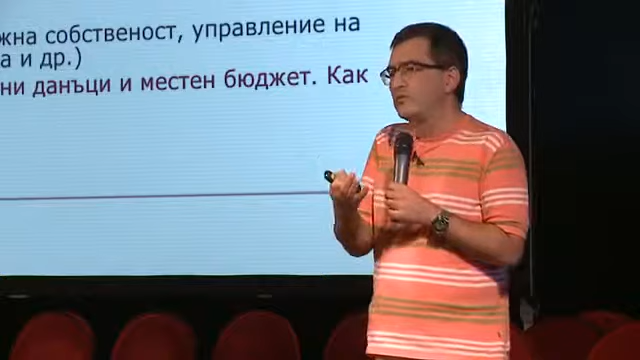 жна собственост, управление на
а и др.)
ни данъци и местен бюджет. Как